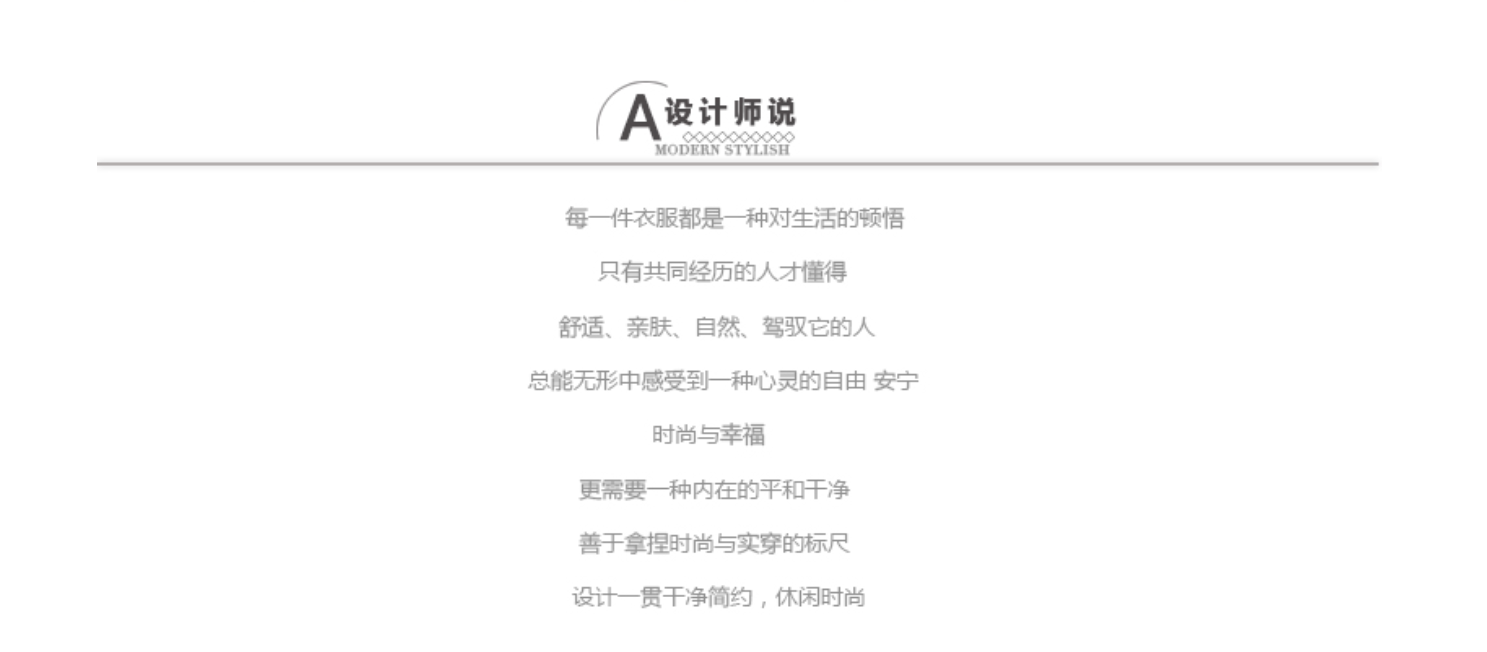 A设计师说
MODERN STYLISH
每一件衣服都是一种对生活的顿悟
只有共同经历的人才懂得
舒适、亲肤、自然、驾驭它的人
总能无形中感受到一种心灵的自由 安宁
时尚与幸福
更需要一种内在的平和干净
善于拿捏时尚与实穿的标尺
设计一贯干净简约，休闲时尚